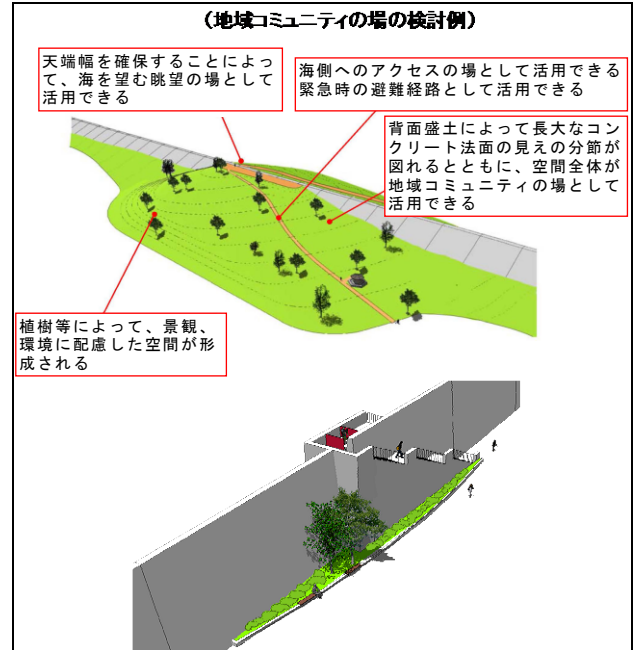 （地域コミュニティの場の検討例）
天端幅を確保することによっ
て、海を望む眺望の場として
活用できる
海側へのアクセスの場として活用できる
緊急時の避難経路として活用できる
背面盛土によって長大なコン
クリート法面の見えの分節が
図れるとともに、空間全体が
地域コミュニティの場として
活用できる
植樹等によって、景観、
環境に配慮した空間が形
成される